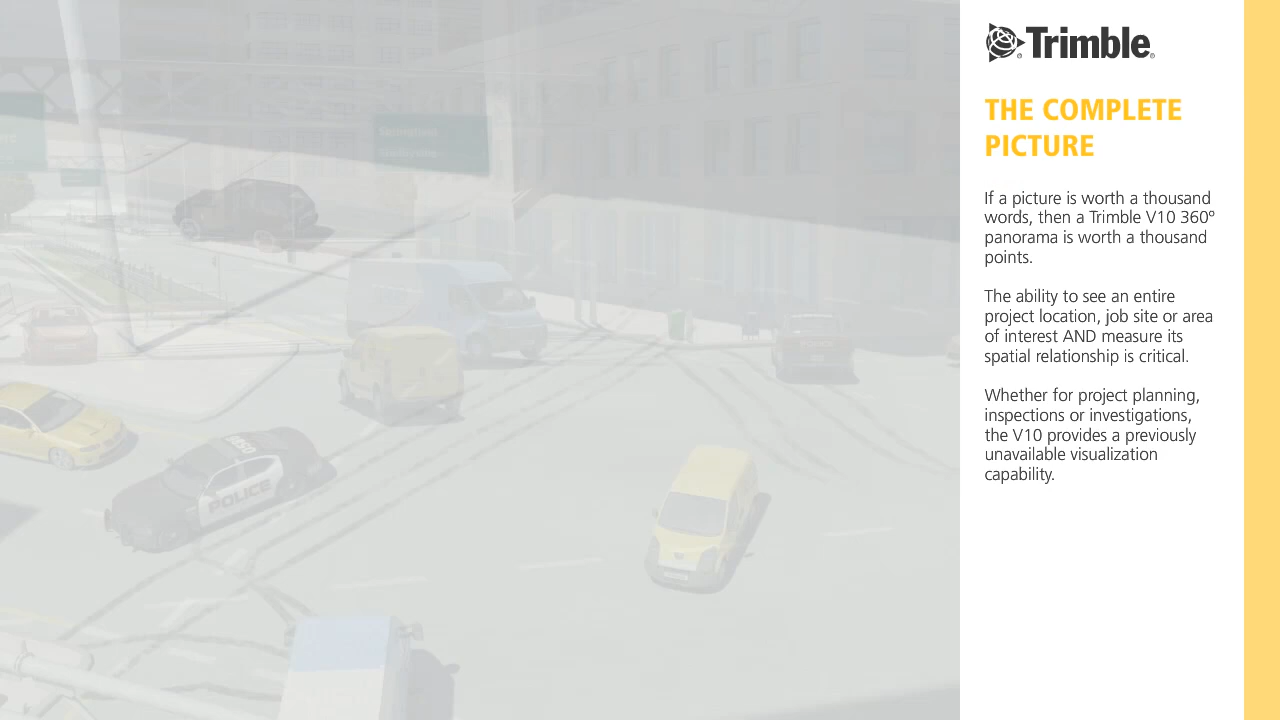 Trimble
THE COMPLETE
PICTURE
If a picture is worth a thousand
words, then a Trimble V10 360º
panorama is worth a thousand
points.
The ability to see an entire
project location, job site or area
of interest AND measure its
spatial relationship is critical.
Whether for project planning,
inspections or investigations,
the V10 provides a previously
unavailable visualization
capability.
POLICE